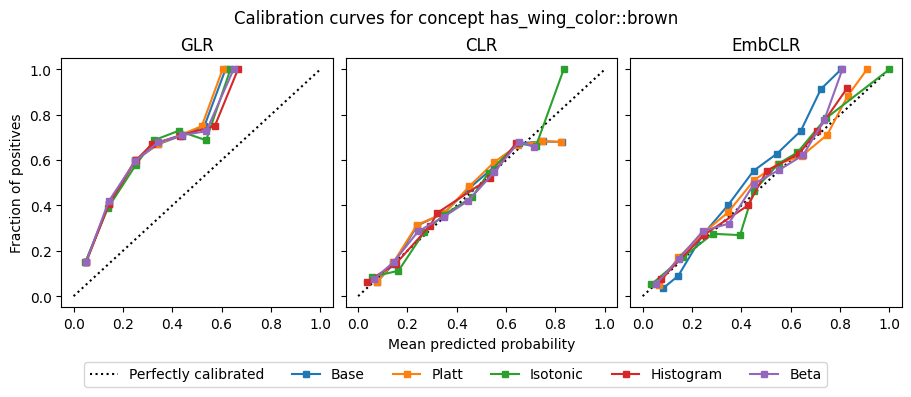 Calibration curves for concept has_wing_color::brown
GLR
CLR
EmbCLR
Fraction of positives
1.0
0.8
0.6
0.4
0.2
0.0
0.0 0.2 0.4 0.6 0.8 1.0
0.0 0.2 0.4 0.6 0.8 1.0
0.0 0.2 0.4 0.6 0.8 1.0
Mean predicted probability
Perfectly calibrated Base Platt Isotonic Histogram Beta